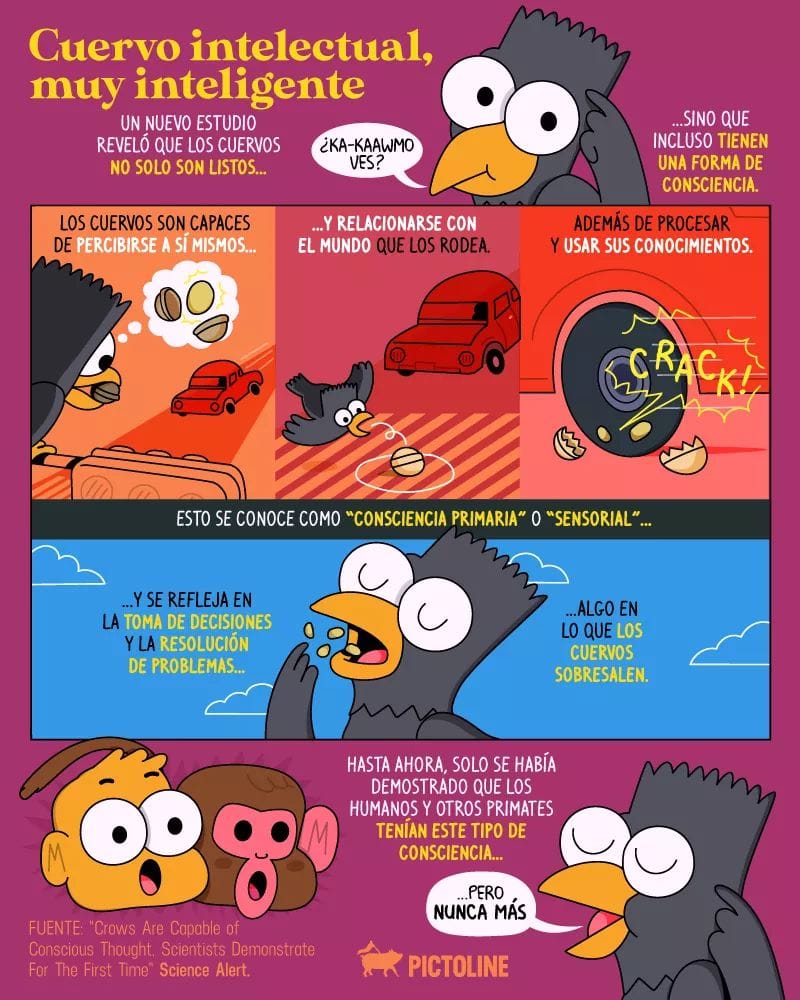 Cuervo intelectual,
muy inteligente
UN NUEVO ESTUDIO
REVELÓ QUE LOS CUERVOS
NO SOLO SON LISTOS...
¿KA-KAAWMO
VES?
...SINO QUE
INCLUSO TIENEN
UNA FORMA DE
CONSCIENCIA.
LOS CUERVOS SON CAPACES
DE PERCIBIRSE A SÍ MISMOS...
...Y RELACIONARSE CON
EL MUNDO QUE LOS RODEA.
ADEMÁS DE PROCESAR
Y USAR SUS CONOCIMIENTOS.
CRACK!
ESTO SE CONOCE COMO “CONSCIENCIA PRIMARIA” O “SENSORIAL”...
...Y SE REFLEJA EN
LA TOMA DE DECISIONES
Y LA RESOLUCIÓN
DE PROBLEMAS...
...ALGO EN
LO QUE LOS
CUERVOS
SOBRESALEN.
HASTA AHORA, SOLO SE HABÍA
DEMOSTRADO QUE LOS
HUMANOS Y OTROS PRIMATES
TENÍAN ESTE TIPO DE
CONSCIENCIA...
...PERO
NUNCA MÁS
FUENTE: "Crows Are Capable of
Conscious Thought, Scientists Demonstrate
For The First Time" Science Alert.
PICTOLINE